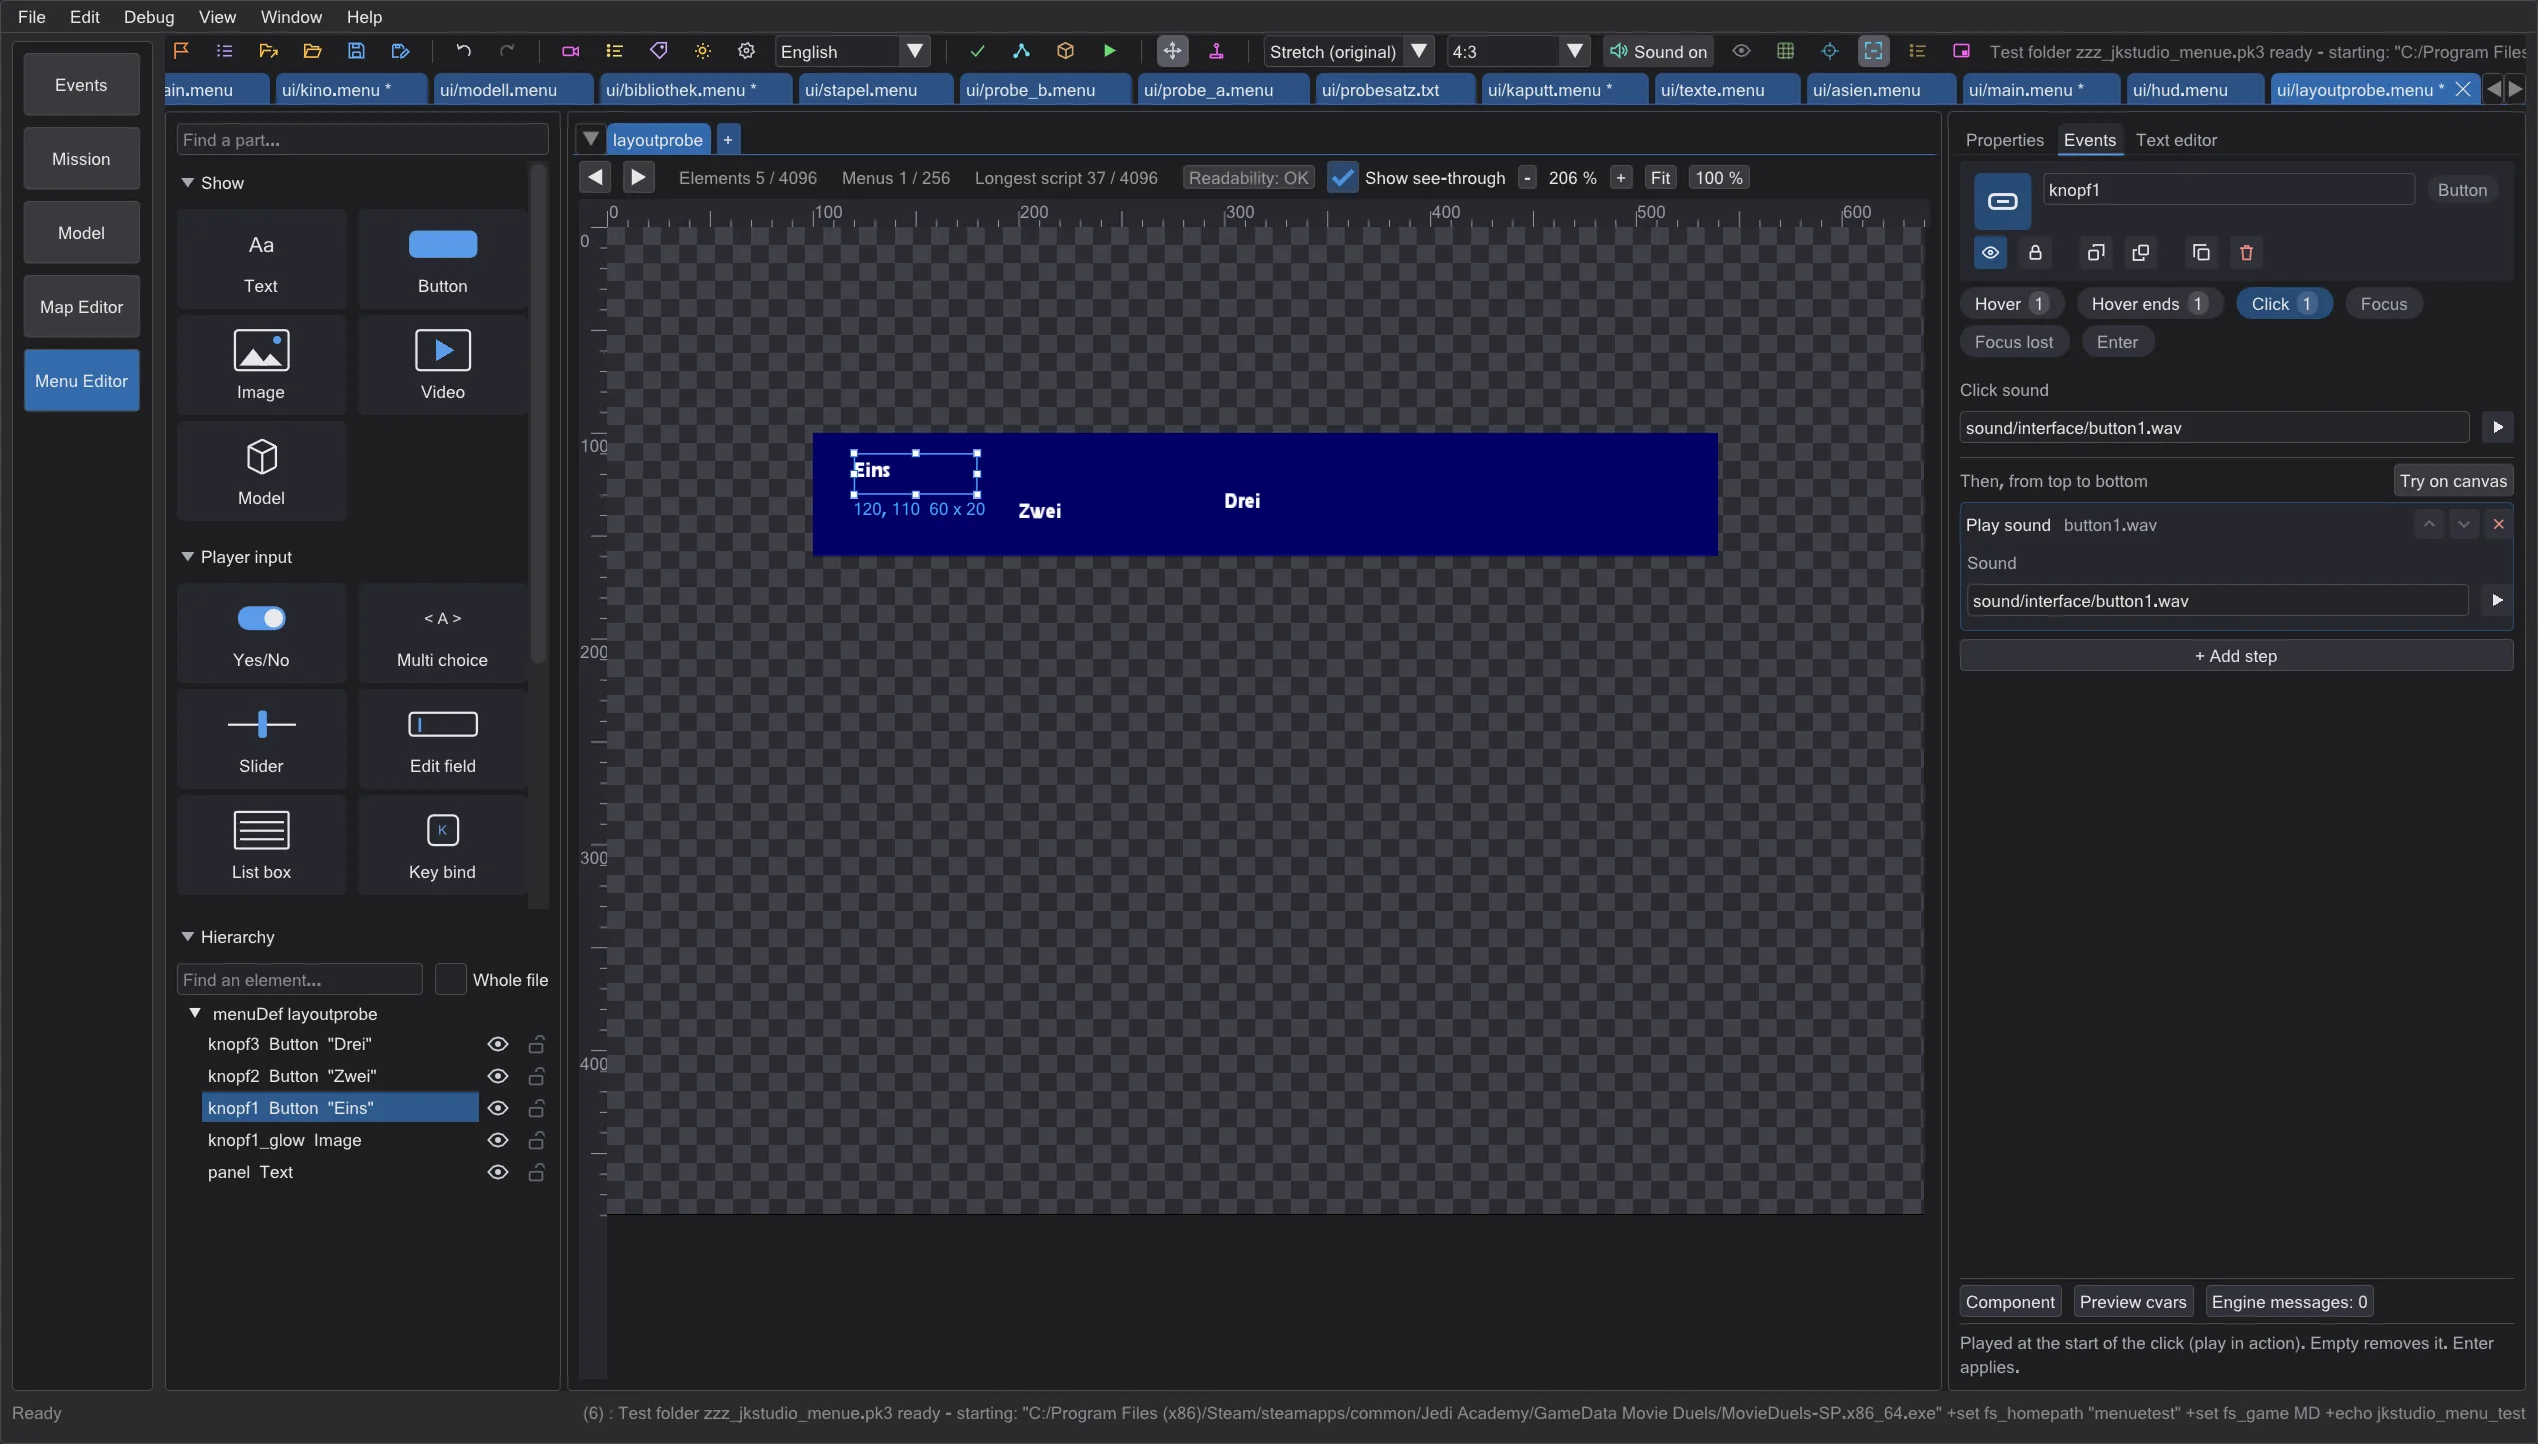 File Edit Debug View Window Help
English Stretch (original) 4:3 Sound on Test folder zzz_jkstudio_menue.pk3 ready - starting: "C:/Program Files
ain.menu ui/kino.menu * ui/modell.menu ui/bibliothek.menu * ui/stapel.menu ui/probe_b.menu ui/probe_a.menu ui/probesatz.txt ui/kaputt.menu * ui/texte.menu ui/asien.menu ui/main.menu * ui/hud.menu ui/layoutprobe.menu *
Events
Mission
Model
Map Editor
Menu Editor
Find a part...
Show
Aa
Text Button
Image Video
Model
Player input
< A >
Yes/No Multi choice
Slider Edit field
K
List box Key bind
Hierarchy
Find an element... Whole file
menuDef layoutprobe
knopf3 Button "Drei"
knopf2 Button "Zwei"
knopf1 Button "Eins"
knopf1_glow Image
panel Text
layoutprobe +
Elements 5 / 4096 Menus 1 / 256 Longest script 37 / 4096 Readability: OK Show see-through - 206 % + Fit 100 %
0 100 200 300 400 500 600
0
100
200
300
400
Eins
120, 110 60 x 20
Zwei
Drei
Properties Events Text editor
knopf1 Button
Hover 1 Hover ends 1 Click 1 Focus
Focus lost Enter
Click sound
sound/interface/button1.wav
Then, from top to bottom Try on canvas
Play sound button1.wav
Sound
sound/interface/button1.wav
+ Add step
Component Preview cvars Engine messages: 0
Played at the start of the click (play in action). Empty removes it. Enter
applies.
Ready (6) : Test folder zzz_jkstudio_menue.pk3 ready - starting: "C:/Program Files (x86)/Steam/steamapps/common/Jedi Academy/GameData Movie Duels/MovieDuels-SP.x86_64.exe" +set fs_homepath "menuetest" +set fs_game MD +echo jkstudio_menu_test